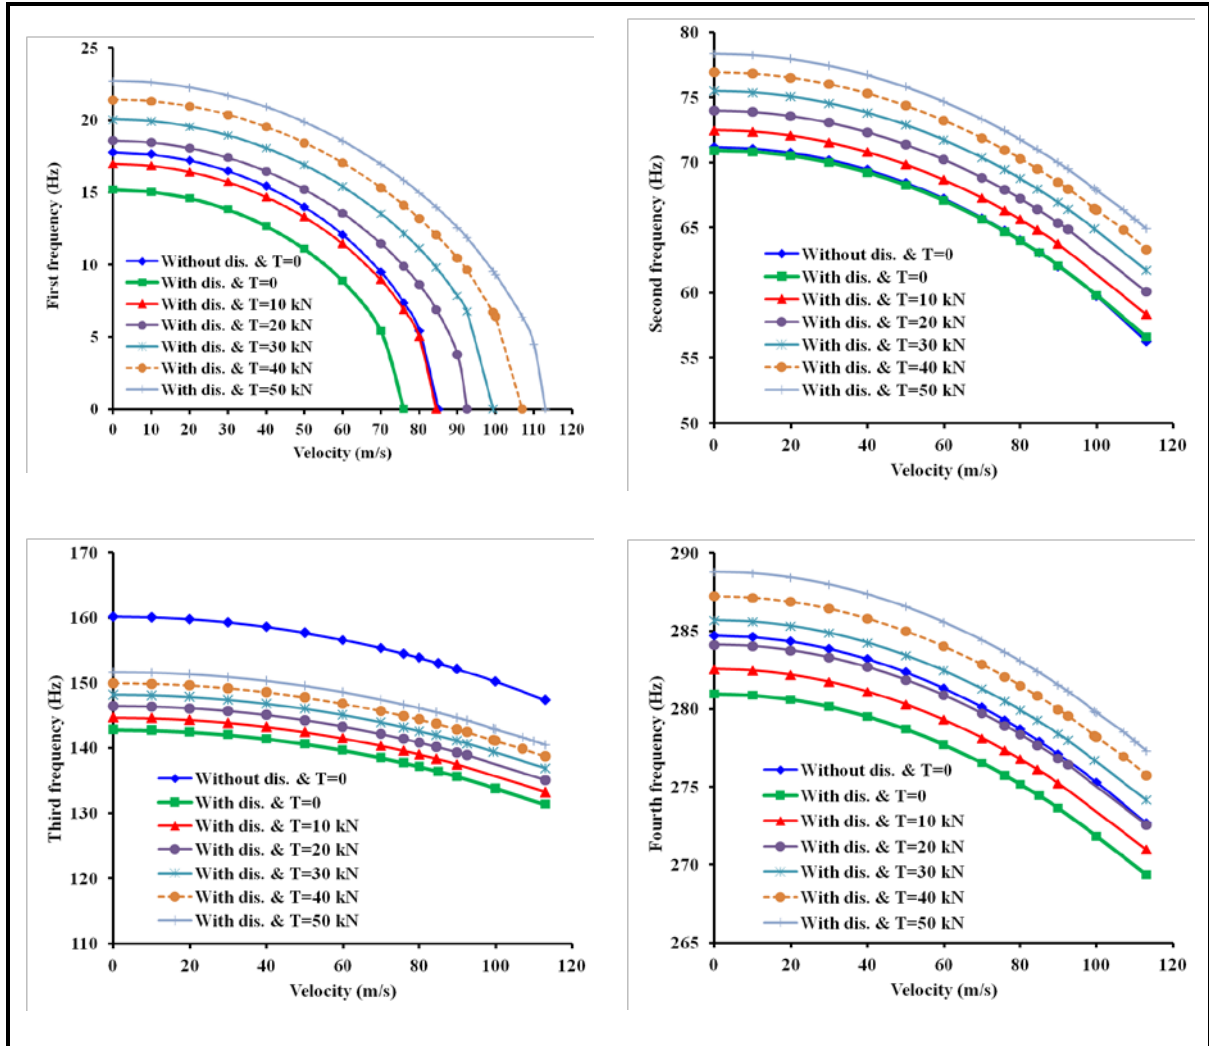 25
20
15
10
5
0
First frequency (Hz)
Without dis. & T=0
With dis. & T=0
With dis. & T=10 kN
With dis. & T=20 kN
With dis. & T=30 kN
With dis. & T=40 kN
With dis. & T=50 kN
0 10 20 30 40 50 60 70 80 90 100 110 120
Velocity (m/s)
80
75
70
65
60
55
50
Second frequency (Hz)
Without dis. & T=0
With dis. & T=0
With dis. & T=10 kN
With dis. & T=20 kN
With dis. & T=30 kN
With dis. & T=40 kN
With dis. & T=50 kN
0 20 40 60 80 100 120
Velocity (m/s)
170
160
150
140
130
120
110
Third frequency (Hz)
Without dis. & T=0
With dis. & T=0
With dis. & T=10 kN
With dis. & T=20 kN
With dis. & T=30 kN
With dis. & T=40 kN
With dis. & T=50 kN
0 20 40 60 80 100 120
Velocity (m/s)
290
285
280
275
270
265
Fourth frequency (Hz)
Without dis. & T=0
With dis. & T=0
With dis. & T=10 kN
With dis. & T=20 kN
With dis. & T=30 kN
With dis. & T=40 kN
With dis. & T=50 kN
0 20 40 60 80 100 120
Velocity (m/s)